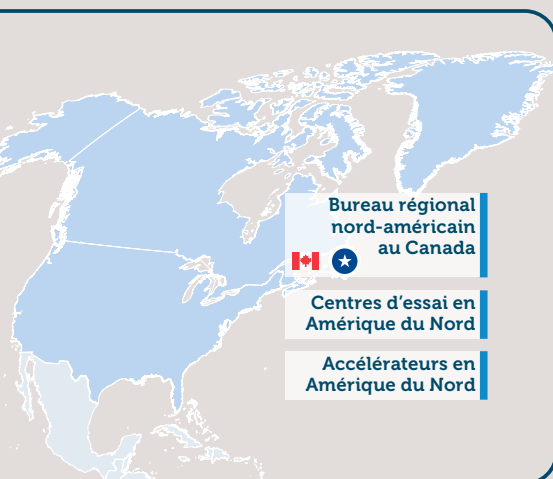 Bureau régional
nord-américain
au Canada
Centres d’essai en
Amérique du Nord
Accélérateurs en
Amérique du Nord